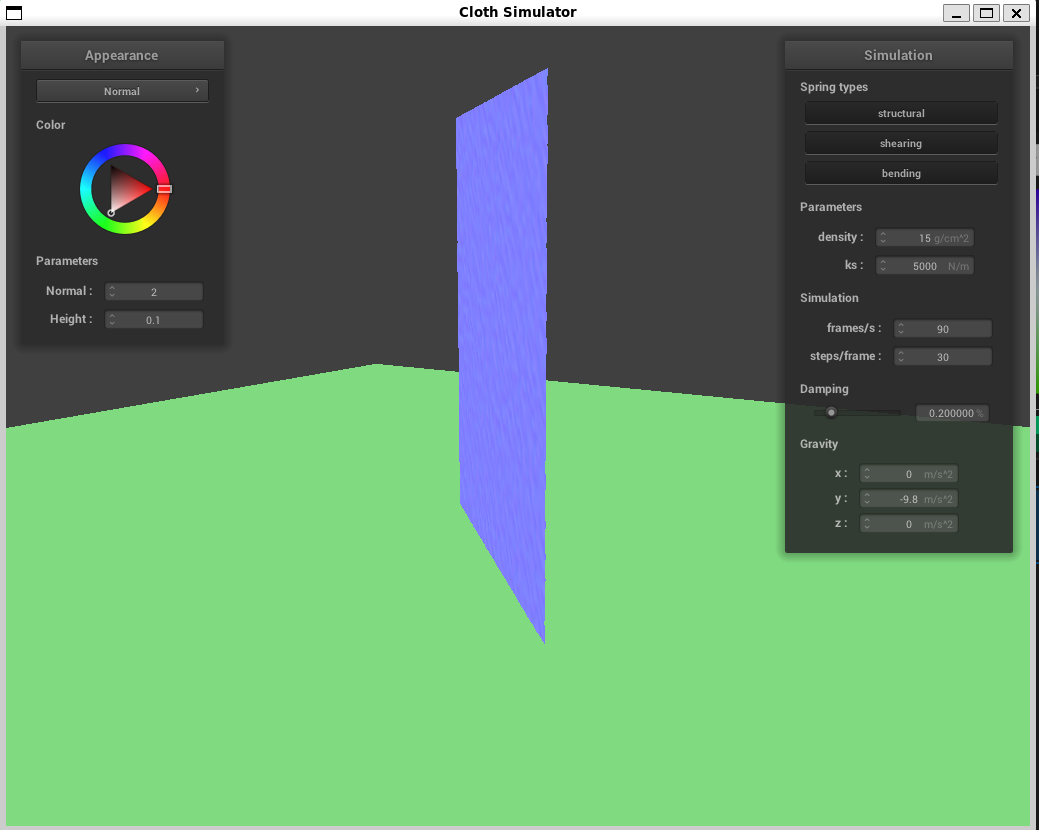 Cloth Simulator
Appearance
Normal
Color
Parameters
Normal :
2
Height :
0.1
Simulation
Spring types
structural
shearing
bending
Parameters
density :
15 g/cm^2
ks :
5000 N/m
Simulation
frames/s :
90
steps/frame :
30
Damping
0.200000 %
Gravity
x :
0 m/s^2
y :
-9.8 m/s^2
z :
0 m/s^2